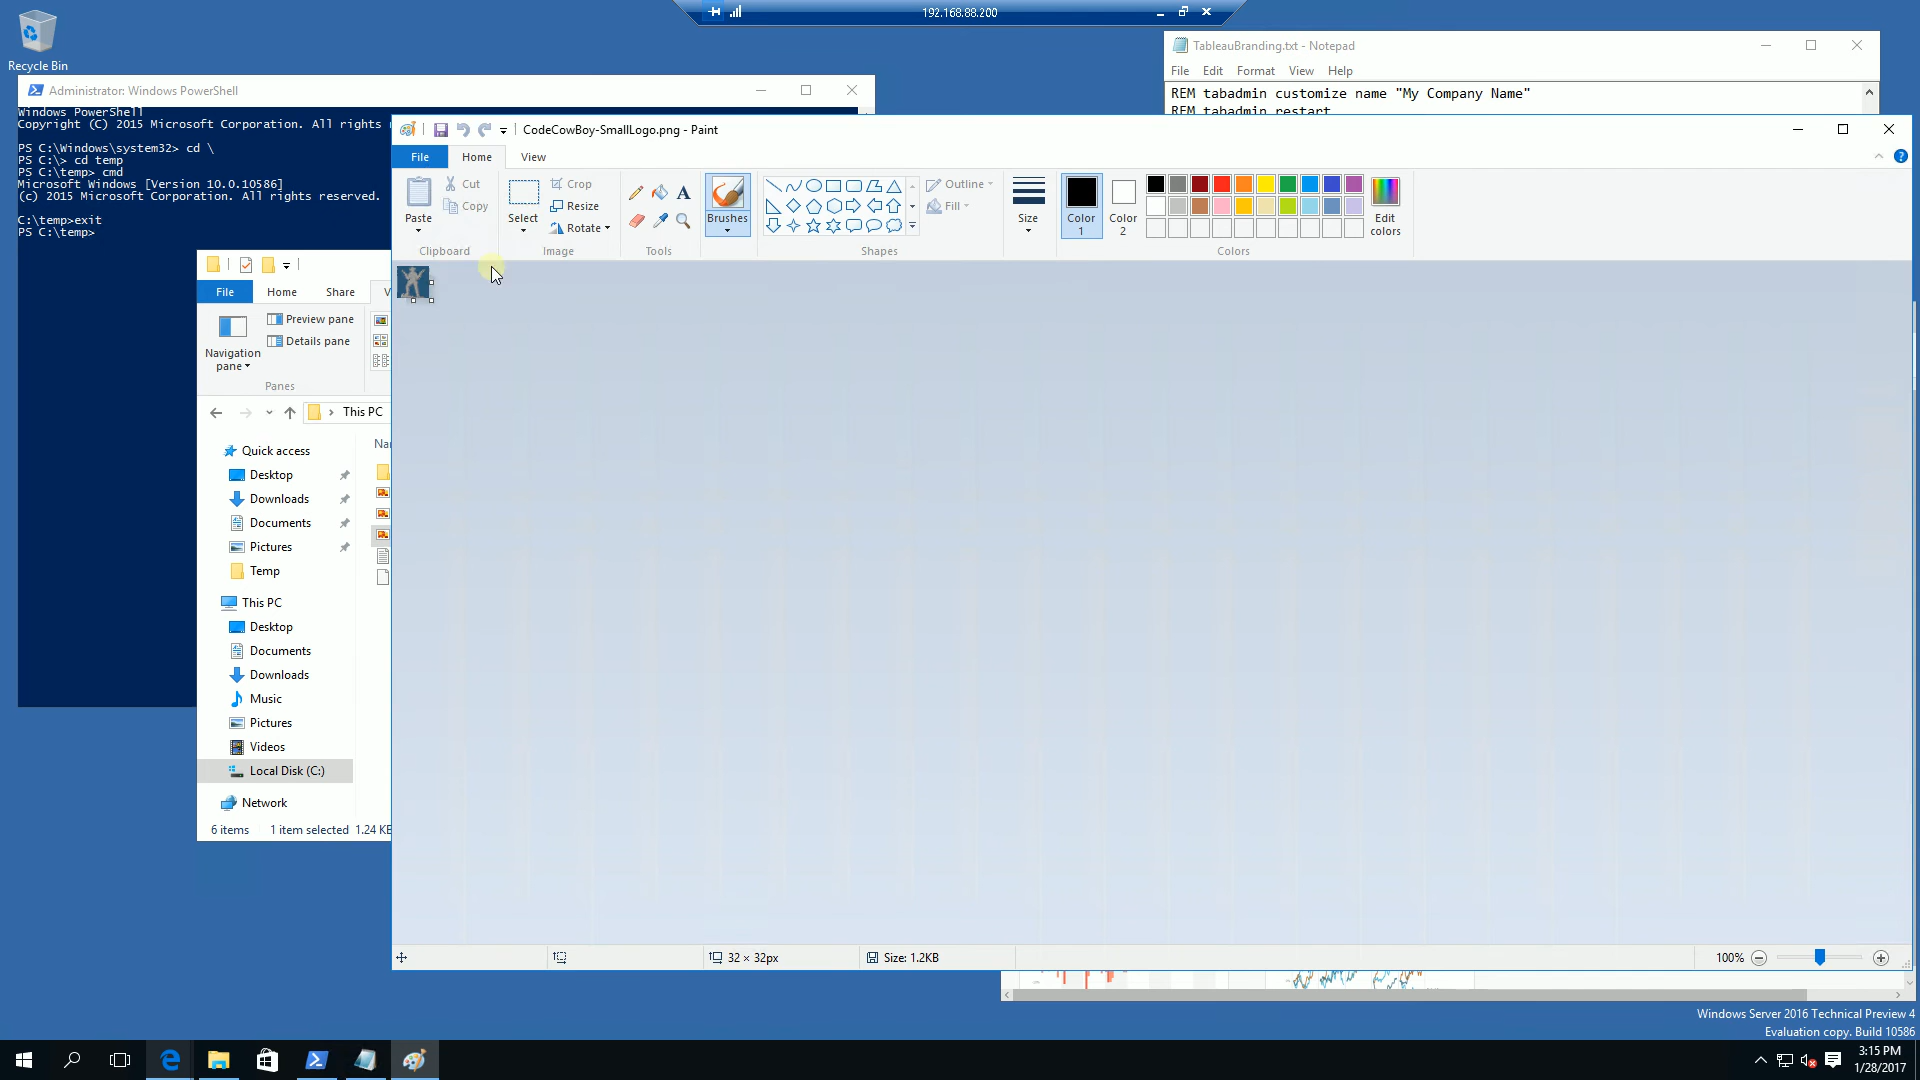 192.168.88.200
Recycle Bin
TableauBranding.txt - Notepad
File Edit Format View Help
REM tabadmin customize name "My Company Name"
REM tabadmin restart
Administrator: Windows PowerShell
Windows PowerShell
Copyright (C) 2015 Microsoft Corporation. All rights
PS C:\Windows\system32> cd \
PS C:\> cd temp
PS C:\temp> cmd
Microsoft Windows [Version 10.0.10586]
(c) 2015 Microsoft Corporation. All rights reserved.
C:\temp>exit
PS C:\temp>
CodeCowBoy-SmallLogo.png - Paint
File Home View
Paste
Cut
Copy
Clipboard
Select
Crop
Resize
Rotate
Image
Tools
Brushes
Shapes
Outline
Fill
Size
Color 1
Color 2
Edit colors
Colors
File Home Share V
Navigation pane
Preview pane
Details pane
Panes
This PC
Na
Quick access
Desktop
Downloads
Documents
Pictures
Temp
This PC
Desktop
Documents
Downloads
Music
Pictures
Videos
Local Disk (C:)
Network
6 items 1 item selected 1.24 KB
32 × 32px
Size: 1.2KB
100%
Windows Server 2016 Technical Preview 4
Evaluation copy. Build 10586
3:15 PM
1/28/2017